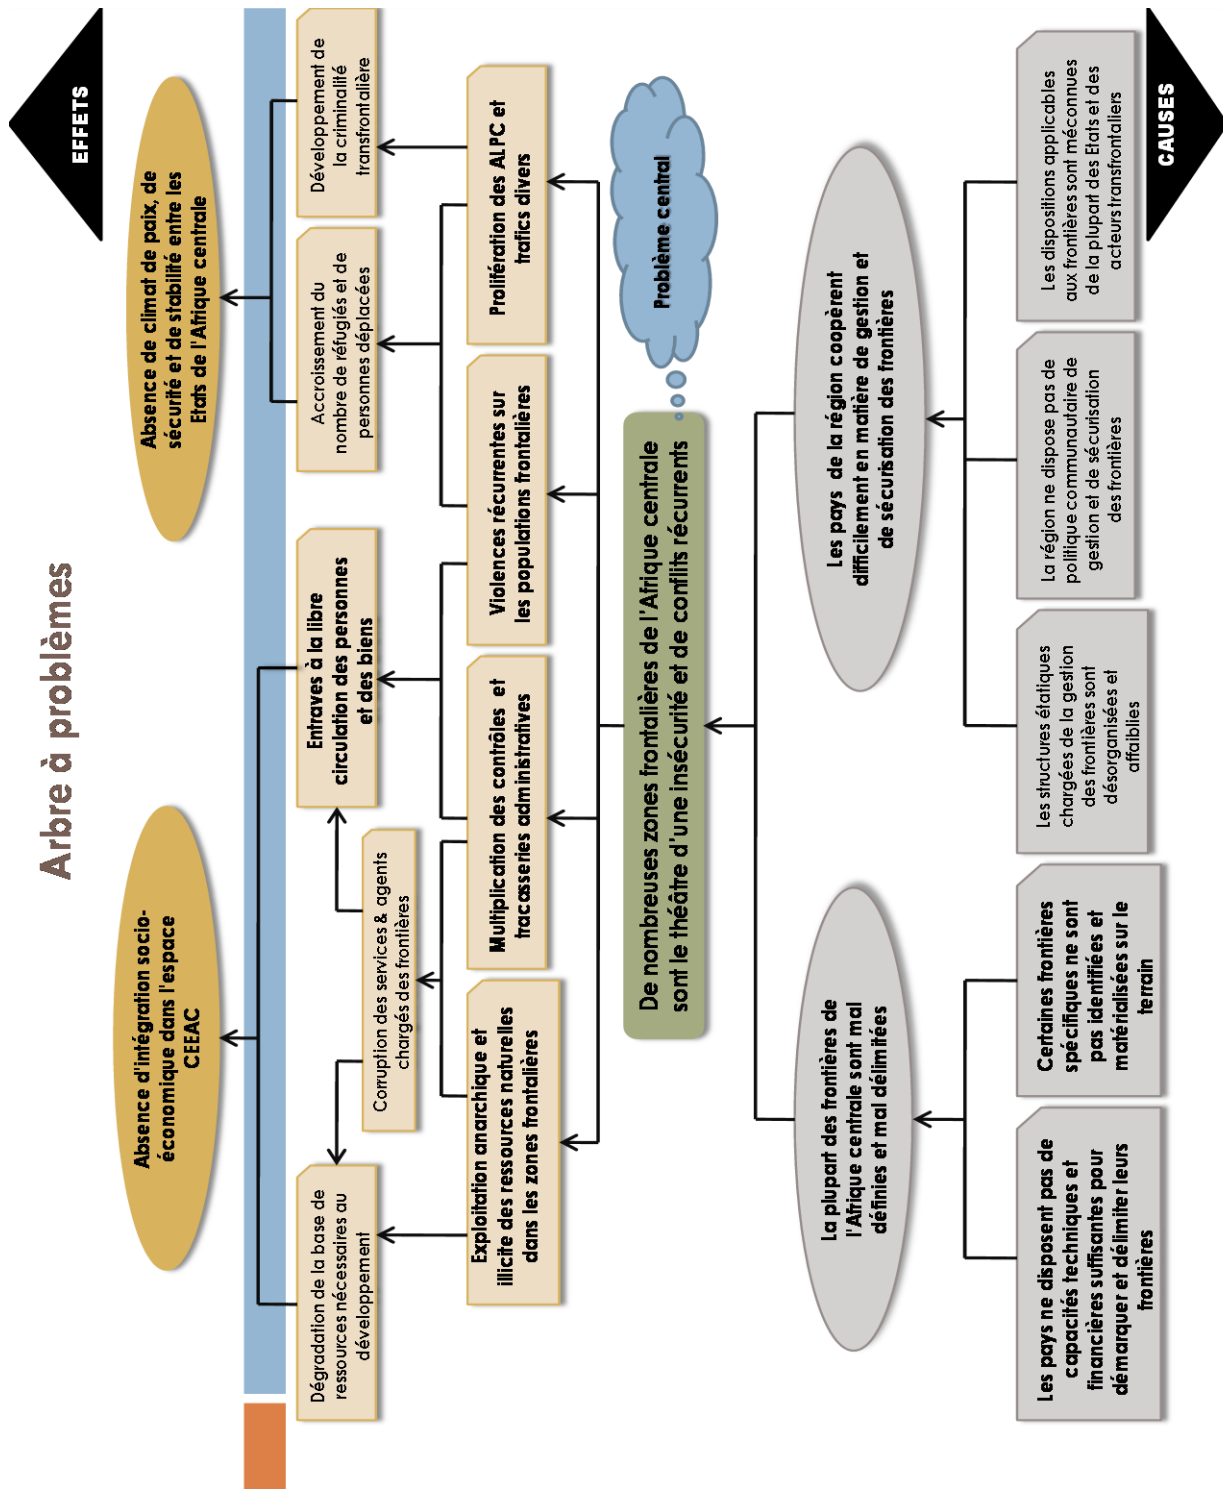 Arbre à problèmes
EFFETS
Absence d'intégration socio-
économique dans l'espace
CEEAC
Absence de climat de paix, de
sécurité et de stabilité entre les
Etats de l'Afrique centrale
Dégradation de la base de
ressources nécessaires au
développement
Entraves à la libre
circulation des personnes
et des biens
Accroissement du
nombre de réfugiés et de
personnes déplacées
Développement de
la criminalité
transfrontalière
Corruption des services & agents
chargés des frontières
Exploitation anarchique et
illicite des ressources naturelles
dans les zones frontalières
Multiplication des contrôles et
tracasseries administratives
Violences récurrentes sur
les populations frontalières
Prolifération des ALPC et
trafics divers
De nombreuses zones frontalières de l'Afrique centrale
sont le théâtre d'une insécurité et de conflits récurrents
Problème central
La plupart des frontières de
l'Afrique centrale sont mal
définies et mal délimitées
Les pays de la région coopèrent
difficilement en matière de gestion et
de sécurisation des frontières
Les pays ne disposent pas de
capacités techniques et
financières suffisantes pour
démarquer et délimiter leurs
frontières
Certaines frontières
spécifiques ne sont
pas identifiées et
matérialisées sur le
terrain
Les structures étatiques
chargées de la gestion
des frontières sont
désorganisées et
affaiblies
La région ne dispose pas de
politique communautaire de
gestion et de sécurisation
des frontières
Les dispositions applicables
aux frontières sont méconnues
de la plupart des Etats et des
acteurs transfrontaliers
CAUSES